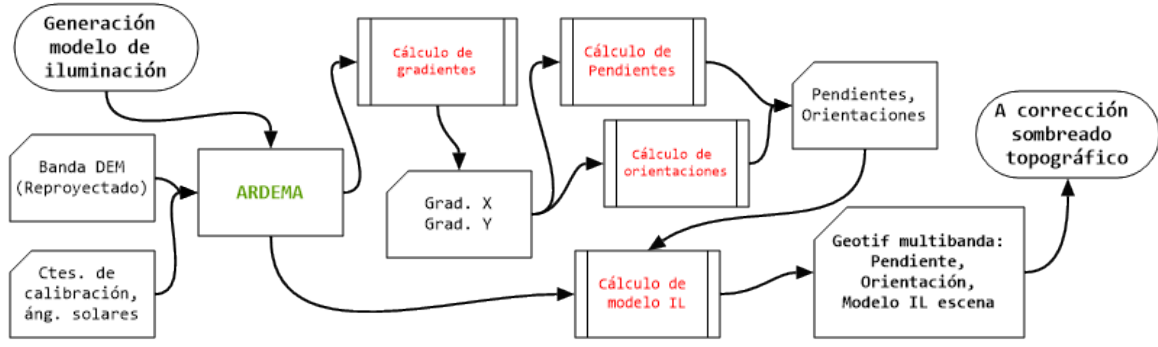 Generación
modelo de
iluminación
Banda DEM
(Reproyectado)
Ctes. de
calibración,
áng. solares
ARDEMA
Cálculo de
gradientes
Grad. X
Grad. Y
Cálculo de
Pendientes
Cálculo de
orientaciones
Pendientes,
Orientaciones
Cálculo de
modelo IL
Geotif multibanda:
Pendiente,
Orientación,
Modelo IL escena
A corrección
sombreado
topográfico